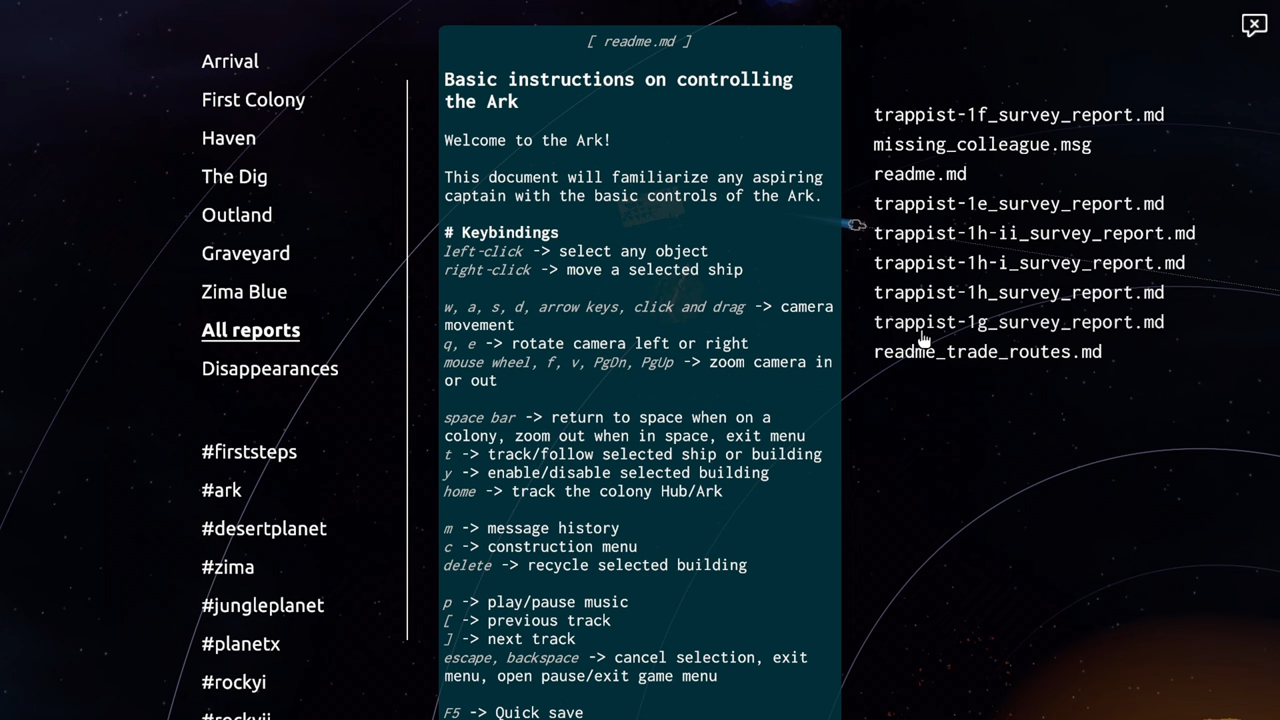 Arrival
First Colony
Haven
The Dig
Outland
Graveyard
Zima Blue
All reports
Disappearances
#firststeps
#ark
#desertplanet
#zima
#jungleplanet
#planetx
#rockyi
#rockyii
[ readme.md ]
Basic instructions on controlling
the Ark
Welcome to the Ark!
This document will familiarize any aspiring
captain with the basic controls of the Ark.
# Keybindings
left-click -> select any object
right-click -> move a selected ship
w, a, s, d, arrow keys, click and drag -> camera
movement
q, e -> rotate camera left or right
mouse wheel, f, v, PgDn, PgUp -> zoom camera in
or out
space bar -> return to space when on a
colony, zoom out when in space, exit menu
t -> track/follow selected ship or building
y -> enable/disable selected building
home -> track the colony Hub/Ark
m -> message history
c -> construction menu
delete -> recycle selected building
p -> play/pause music
[ -> previous track
] -> next track
escape, backspace -> cancel selection, exit
menu, open pause/exit game menu
F5 -> Quick save
trappist-1f_survey_report.md
missing_colleague.msg
readme.md
trappist-1e_survey_report.md
trappist-1h-ii_survey_report.md
trappist-1h-i_survey_report.md
trappist-1h_survey_report.md
trappist-1g_survey_report.md
readme_trade_routes.md